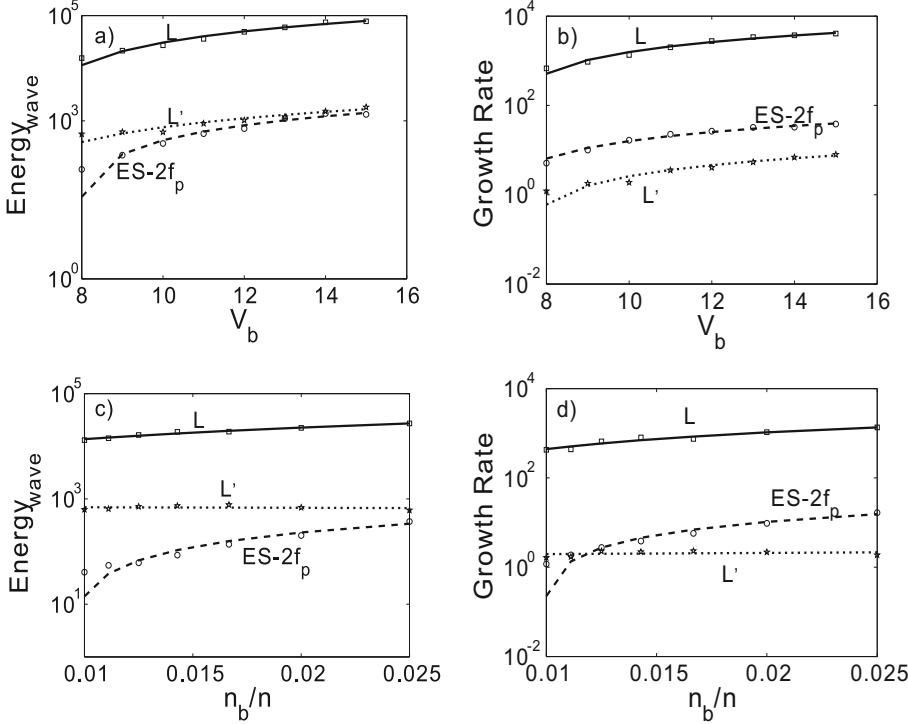 a)
10^5
10^3
10^0
Energy_wave
L
L'
ES-2f_p
8 10 12 14 16
V_b
b)
10^4
10^2
10^0
10^-2
Growth Rate
L
ES-2f_p
L'
8 10 12 14 16
V_b
c)
10^5
10^3
10^1
Energy_wave
L
L'
ES-2f_p
0.01 0.015 0.02 0.025
n_b/n
d)
10^4
10^2
10^0
10^-2
Growth Rate
L
ES-2f_p
L'
0.01 0.015 0.02 0.025
n_b/n